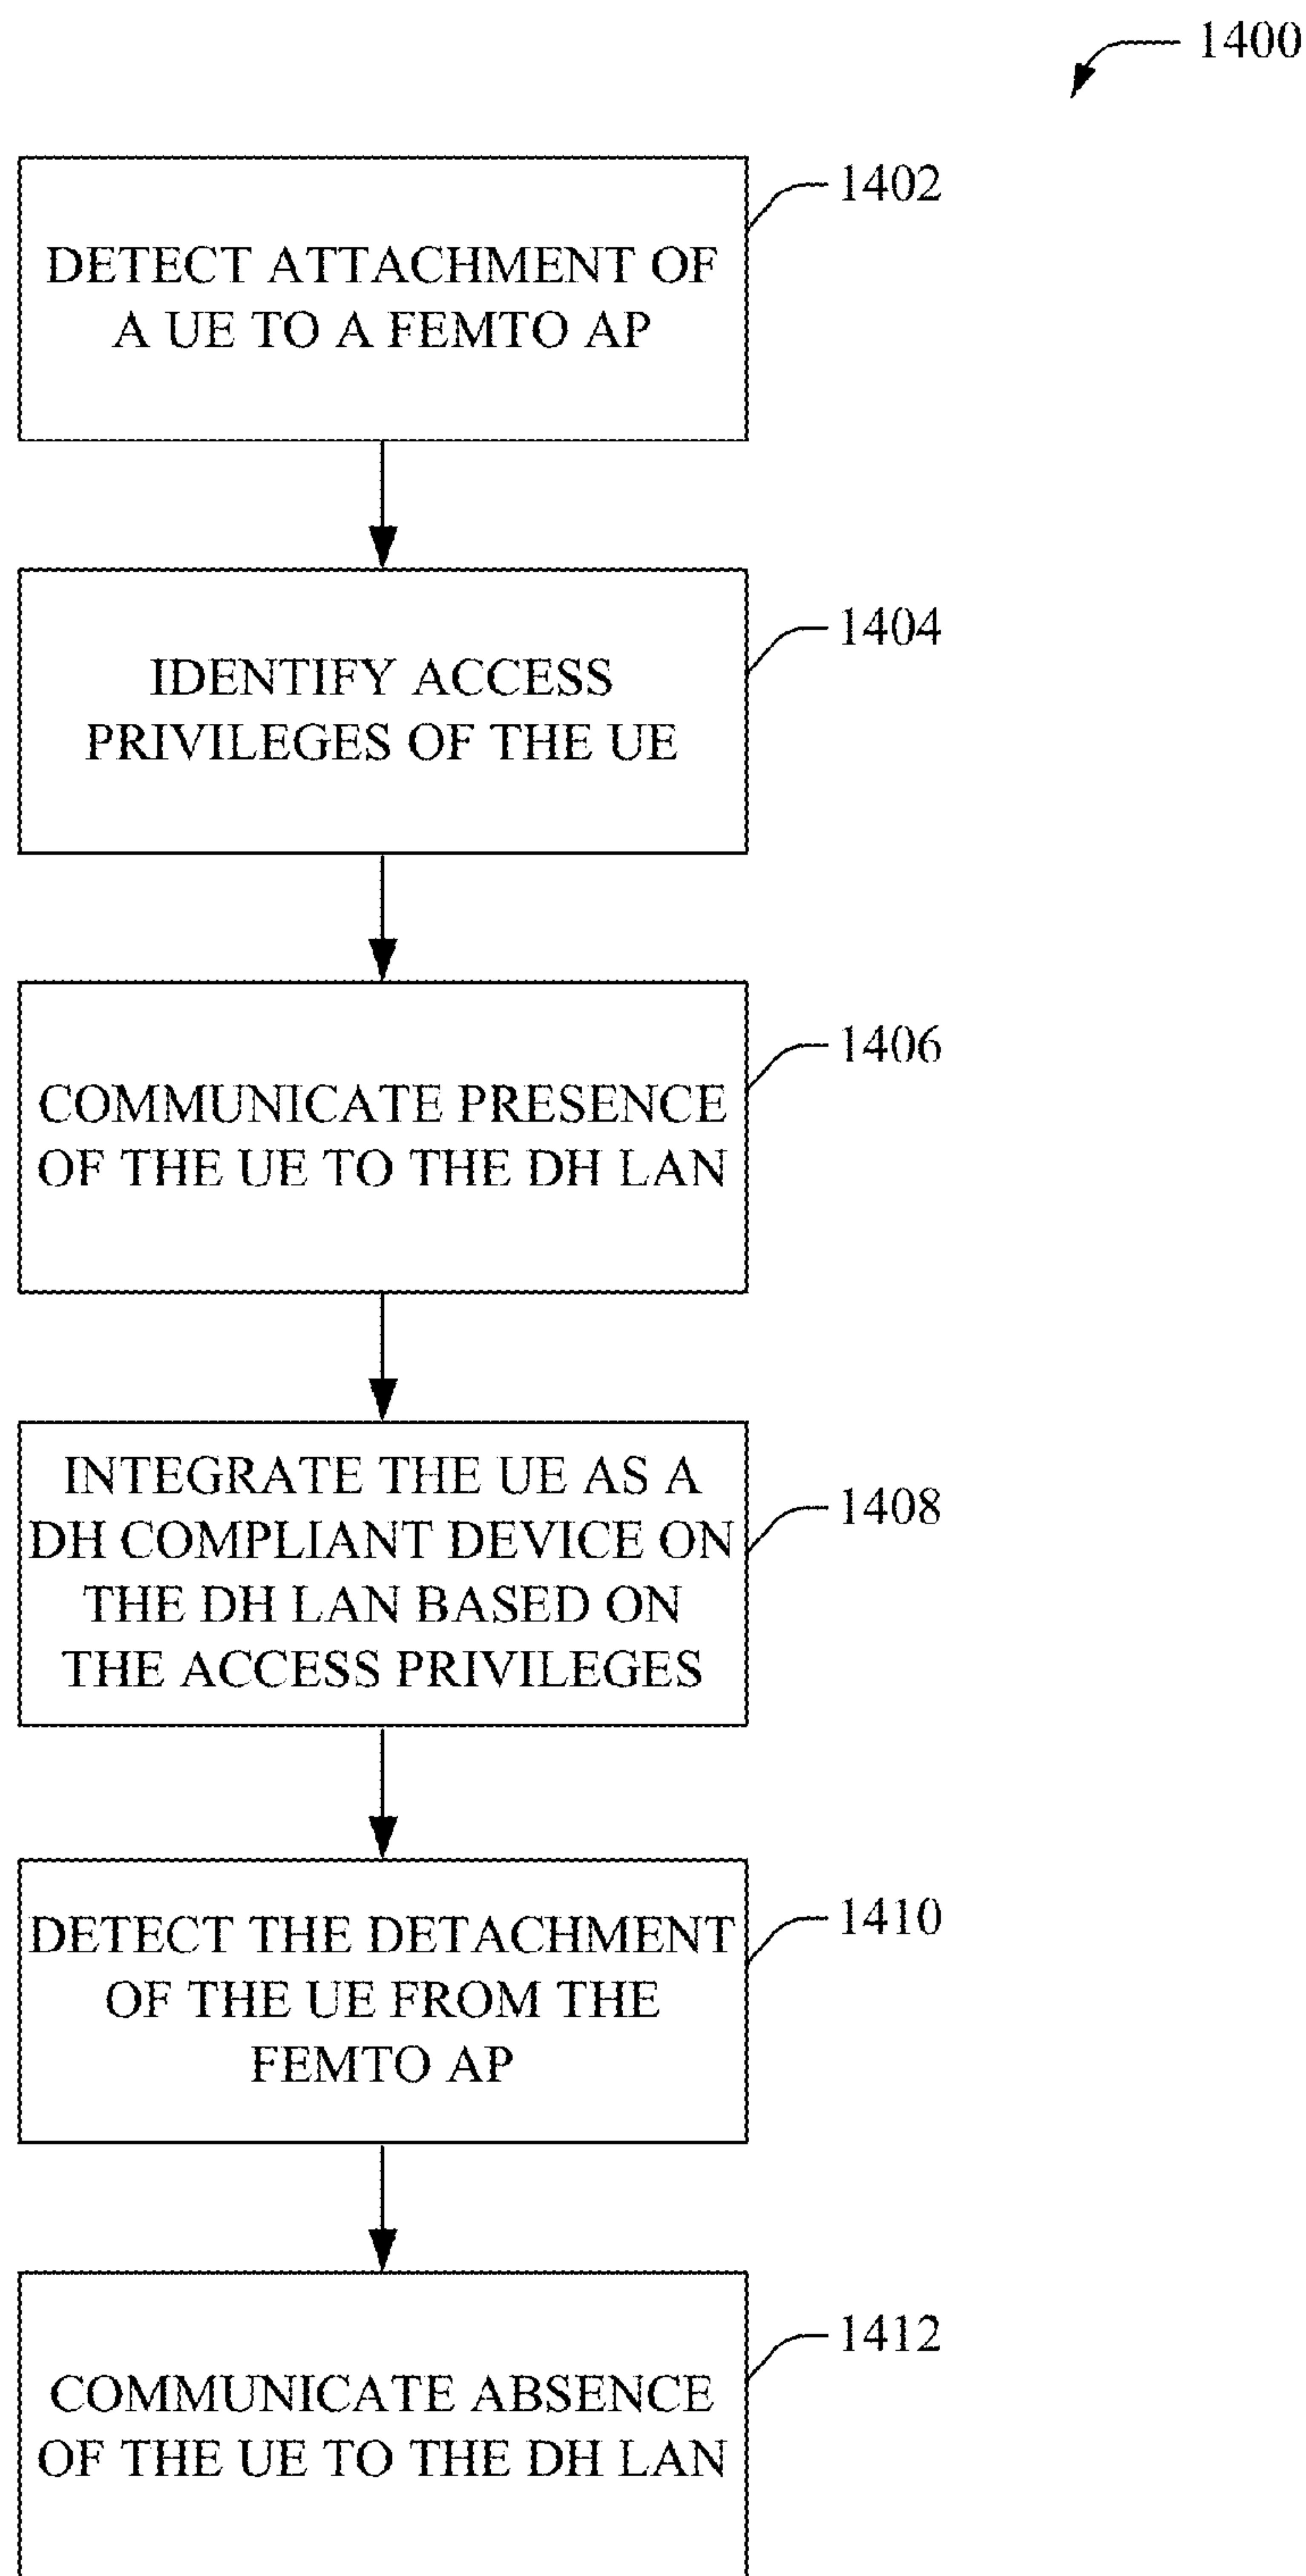 1400
1402
DETECT ATTACHMENT OF
A UE TO A FEMTO AP
1404
IDENTIFY ACCESS
PRIVILEGES OF THE UE
1406
COMMUNICATE PRESENCE
OF THE UE TO THE DH LAN
1408
INTEGRATE THE UE AS A
DH COMPLIANT DEVICE ON
THE DH LAN BASED ON
THE ACCESS PRIVILEGES
1410
DETECT THE DETACHMENT
OF THE UE FROM THE
FEMTO AP
1412
COMMUNICATE ABSENCE
OF THE UE TO THE DH LAN